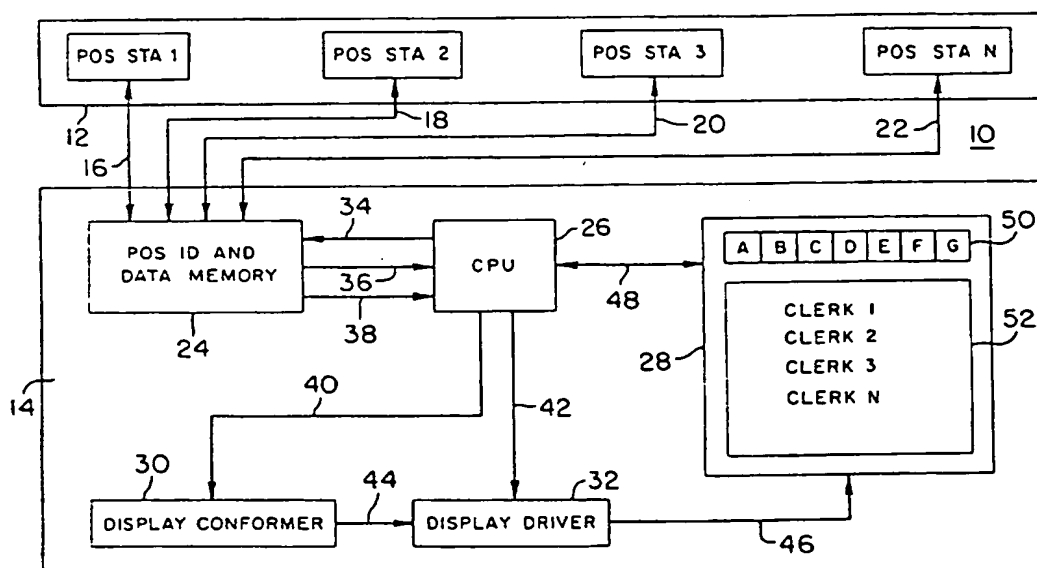 POS STA 1 POS STA 2 POS STA 3 POS STA N
12 16 18 20 22 10
34 26 50
POS ID AND DATA MEMORY
CPU
A B C D E F G
36
38
48
24
CLERK 1
CLERK 2
CLERK 3
CLERK N
28
52
14
40
42
30
44
32
DISPLAY CONFORMER
DISPLAY DRIVER
46